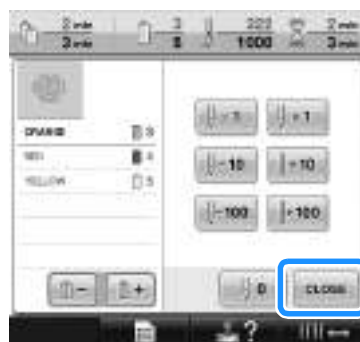 2 min 3 322 2 min
3 min 5 1000 3 min
- 1 + 1
ORANGE 3
RED 4
- 10 + 10
YELLOW 5
- 100 + 100
- + 0 CLOSE
?